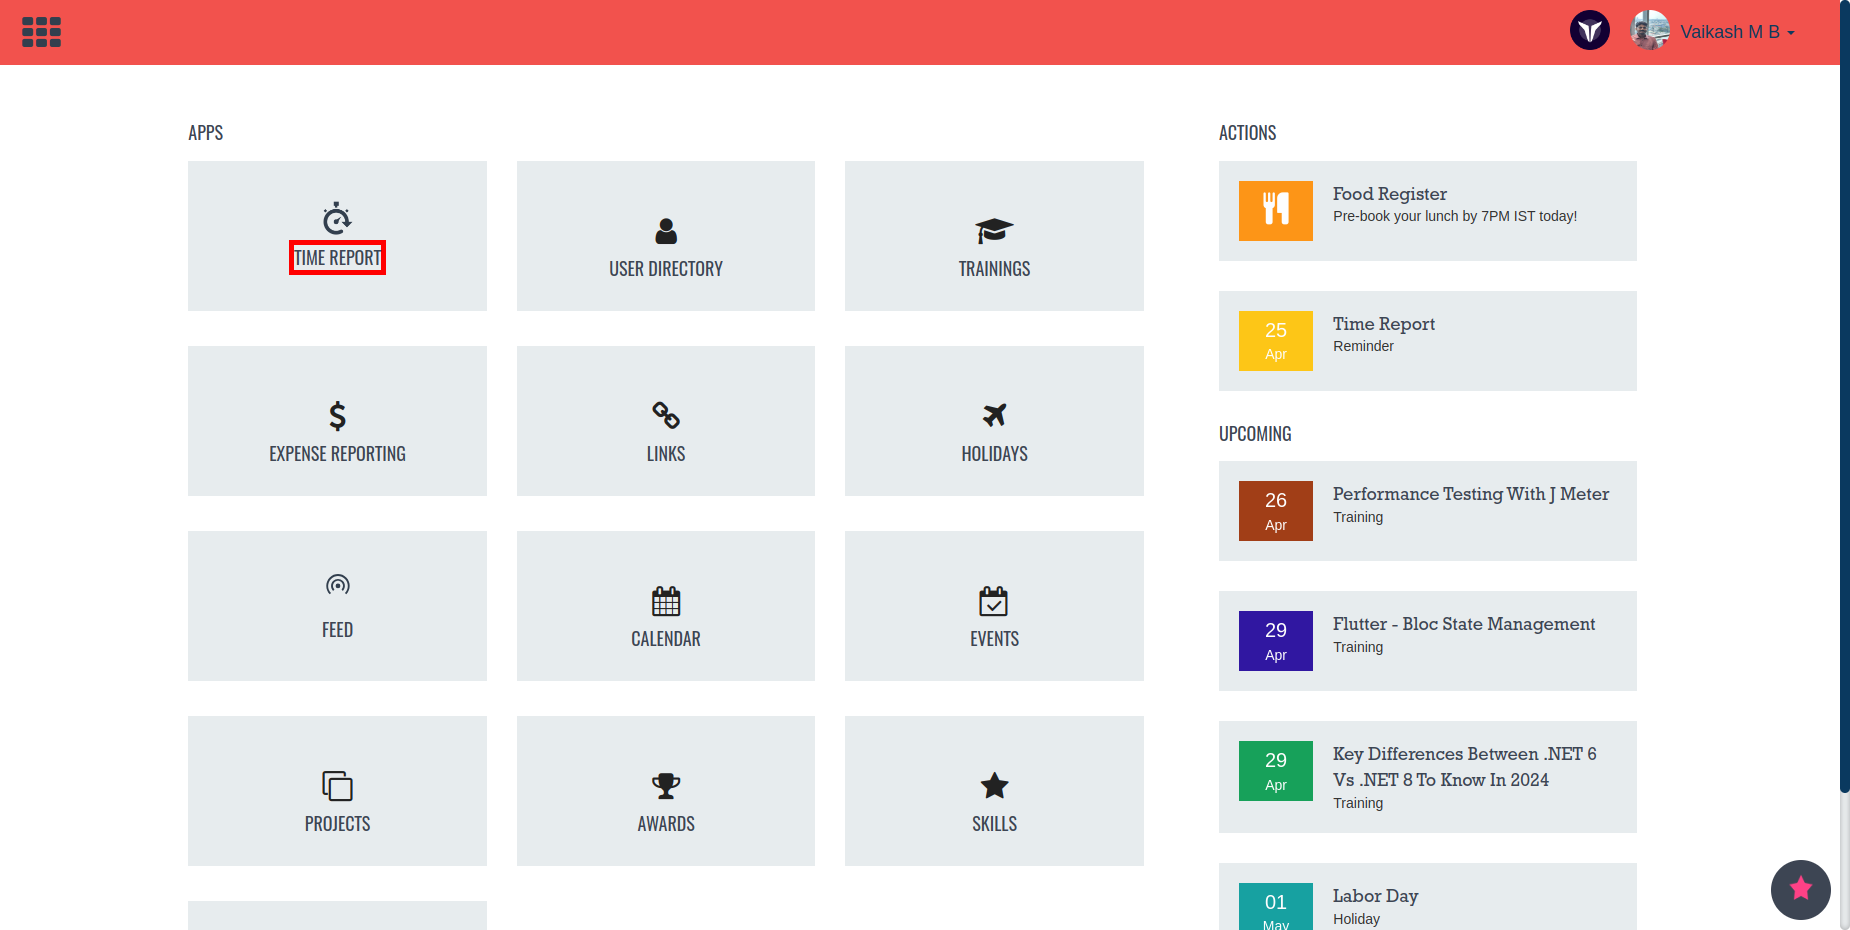 Vaikash M B
APPS
TIME REPORT
USER DIRECTORY
TRAININGS
EXPENSE REPORTING
LINKS
HOLIDAYS
FEED
CALENDAR
EVENTS
PROJECTS
AWARDS
SKILLS
ACTIONS
Food Register
Pre-book your lunch by 7PM IST today!
25
Apr
Time Report
Reminder
UPCOMING
26
Apr
Performance Testing With J Meter
Training
29
Apr
Flutter - Bloc State Management
Training
29
Apr
Key Differences Between .NET 6
Vs .NET 8 To Know In 2024
Training
01
May
Labor Day
Holiday